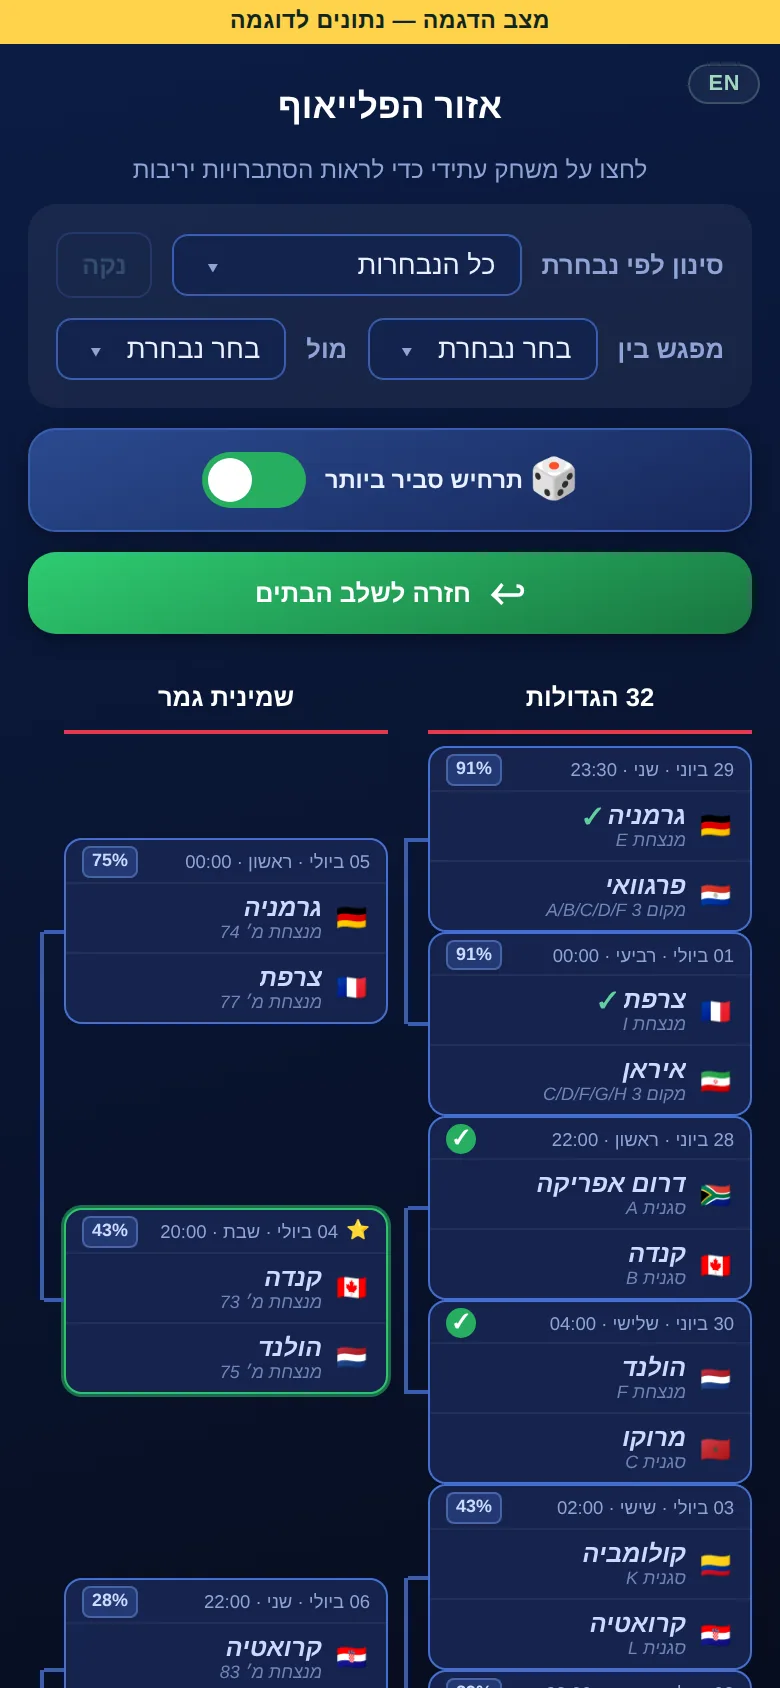 מצב הדגמה — נתונים לדוגמה
EN
אזור הפלייאוף
לחצו על משחק עתידי כדי לראות הסתברויות יריבות
סינון לפי נבחרת
כל הנבחרות
נקה
מפגש בין
בחר נבחרת
מול
בחר נבחרת
תרחיש סביר ביותר
חזרה לשלב הבתים
32 הגדולות
29 ביוני · שני · 23:30
91%
גרמניה ✓
מנצחת E
פרגוואי
מקום 3 A/B/C/D/F
01 ביולי · רביעי · 00:00
91%
צרפת ✓
מנצחת I
איראן
מקום 3 C/D/F/G/H
28 ביוני · ראשון · 22:00
✓
דרום אפריקה
סגנית A
קנדה
סגנית B
30 ביוני · שלישי · 04:00
✓
הולנד
מנצחת F
מרוקו
סגנית C
03 ביולי · שישי · 02:00
43%
קולומביה
סגנית K
קרואטיה
סגנית L
שמינית גמר
05 ביולי · ראשון · 00:00
75%
גרמניה
מנצחת מ׳ 74
צרפת
מנצחת מ׳ 77
04 ביולי · שבת · 20:00
43%
קנדה
מנצחת מ׳ 73
הולנד
מנצחת מ׳ 75
06 ביולי · שני · 22:00
28%
קרואטיה
מנצחת מ׳ 83